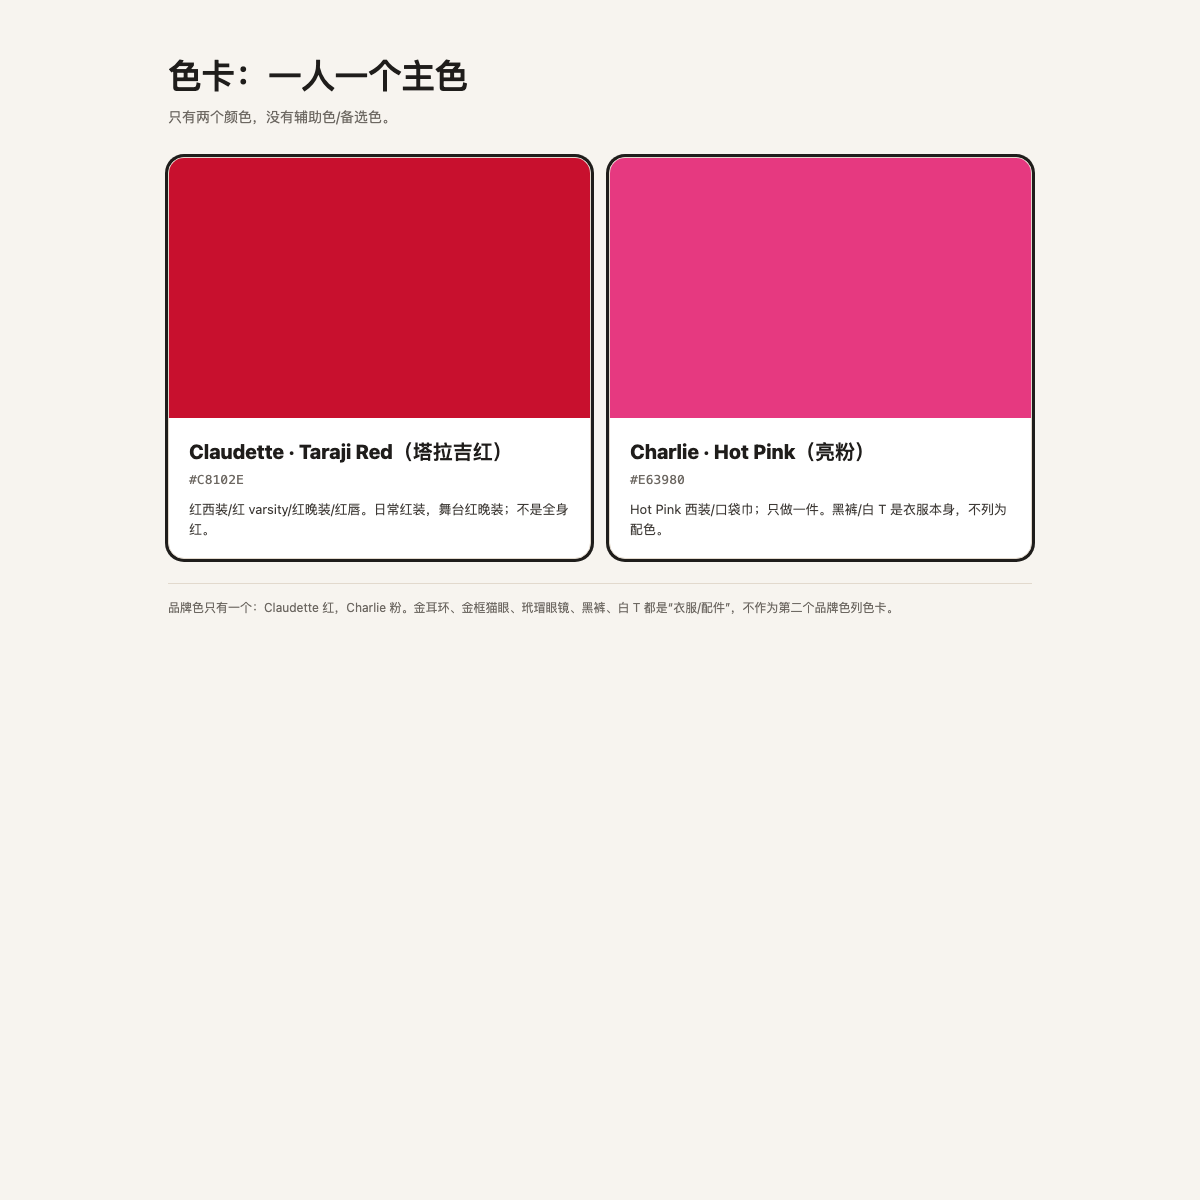 色卡：一人一个主色
只有两个颜色，没有辅助色/备选色。
Claudette · Taraji Red（塔拉吉红）
#C8102E
红西装/红 varsity/红晚装/红唇。日常红装，舞台红晚装；不是全身
红。
Charlie · Hot Pink（亮粉）
#E63980
Hot Pink 西装/口袋巾；只做一件。黑裤/白 T 是衣服本身，不列为
配色。
品牌色只有一个：Claudette 红，Charlie 粉。金耳环、金框猫眼、玳瑁眼镜、黑裤、白 T 都是“衣服/配件”，不作为第二个品牌色列色卡。